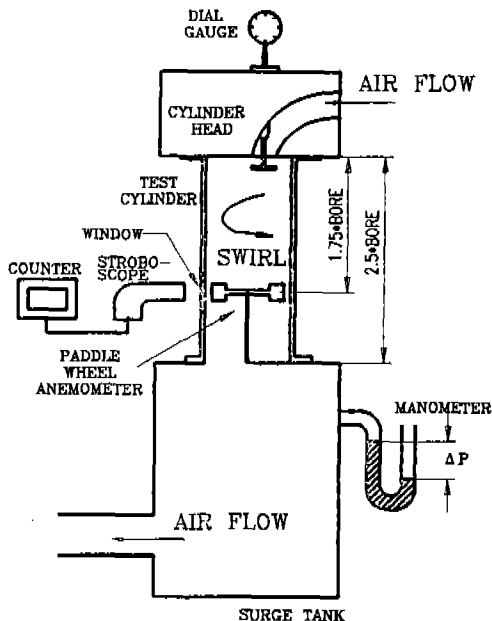 DIAL
GAUGE
AIR FLOW
CYLINDER
HEAD
TEST
CYLINDER
WINDOW
STROBO-
SCOPE
COUNTER
SWIRL
1.75*BORE
2.5*BORE
PADDLE
WHEEL
ANEMOMETER
MANOMETER
ΔP
AIR FLOW
SURGE TANK